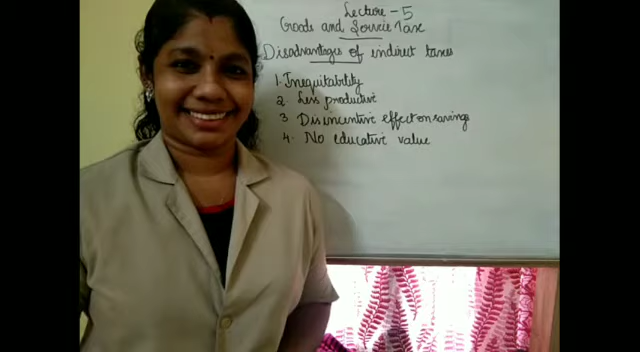 Lecture - 5
Goods and Service Tax
Disadvantages of indirect taxes
1. Inequitability
2. Less productive
3 Disincentive effect on savings
4. No educative value